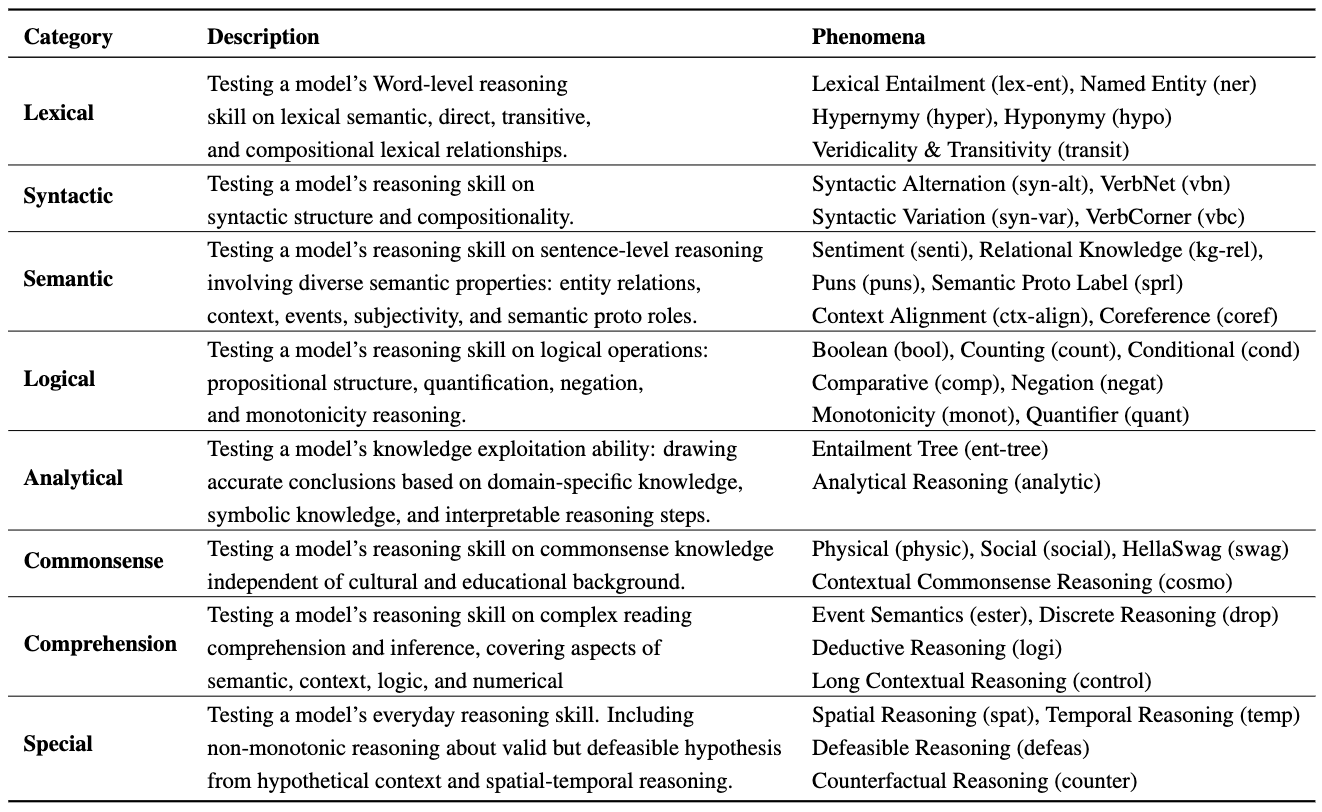 Category Description Phenomena
Testing a model's Word-level reasoning Lexical Entailment (lex-ent), Named Entity (ner)
Lexical skill on lexical semantic, direct, transitive, Hypernymy (hyper), Hyponymy (hypo)
and compositional lexical relationships. Veridicality & Transitivity (transit)
Syntactic Testing a model's reasoning skill on Syntactic Alternation (syn-alt), VerbNet (vbn)
syntactic structure and compositionality. Syntactic Variation (syn-var), VerbCorner (vbc)
Testing a model's reasoning skill on sentence-level reasoning Sentiment (senti), Relational Knowledge (kg-rel),
Semantic involving diverse semantic properties: entity relations, Puns (puns), Semantic Proto Label (sprl)
context, events, subjectivity, and semantic proto roles. Context Alignment (ctx-align), Coreference (coref)
Testing a model's reasoning skill on logical operations: Boolean (bool), Counting (count), Conditional (cond)
Logical propositional structure, quantification, negation, Comparative (comp), Negation (negat)
and monotonicity reasoning. Monotonicity (monot), Quantifier (quant)
Testing a model's knowledge exploitation ability: drawing Entailment Tree (ent-tree)
Analytical accurate conclusions based on domain-specific knowledge, Analytical Reasoning (analytic)
symbolic knowledge, and interpretable reasoning steps.
Commonsense Testing a model's reasoning skill on commonsense knowledge Physical (physic), Social (social), HellaSwag (swag)
independent of cultural and educational background. Contextual Commonsense Reasoning (cosmo)
Testing a model's reasoning skill on complex reading Event Semantics (ester), Discrete Reasoning (drop)
Comprehension comprehension and inference, covering aspects of Deductive Reasoning (logi)
semantic, context, logic, and numerical Long Contextual Reasoning (control)
Testing a model's everyday reasoning skill. Including Spatial Reasoning (spat), Temporal Reasoning (temp)
Special non-monotonic reasoning about valid but defeasible hypothesis Defeasible Reasoning (defeas)
from hypothetical context and spatial-temporal reasoning. Counterfactual Reasoning (counter)